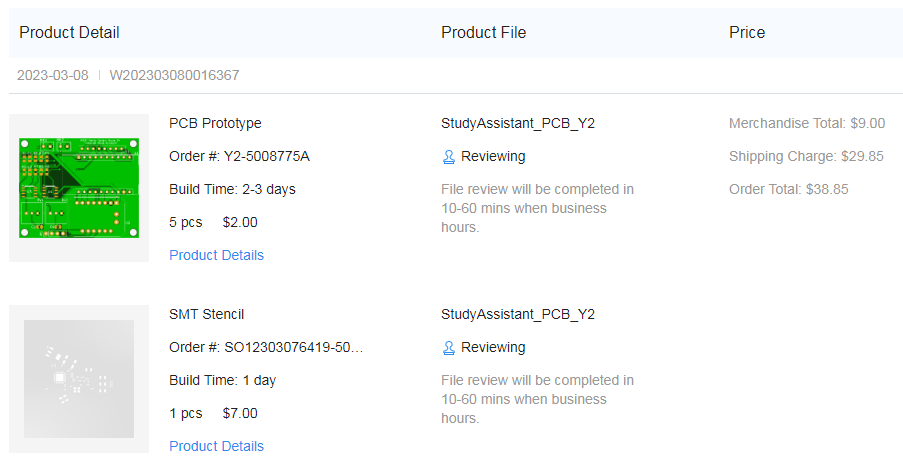 Product Detail
Product File
Price
2023-03-08 | W202303080016367
PCB Prototype
Order #: Y2-5008775A
Build Time: 2-3 days
5 pcs $2.00
Product Details
StudyAssistant_PCB_Y2
Reviewing
File review will be completed in
10-60 mins when business
hours.
Merchandise Total: $9.00
Shipping Charge: $29.85
Order Total: $38.85
SMT Stencil
Order #: SO12303076419-50…
Build Time: 1 day
1 pcs $7.00
Product Details
StudyAssistant_PCB_Y2
Reviewing
File review will be completed in
10-60 mins when business
hours.